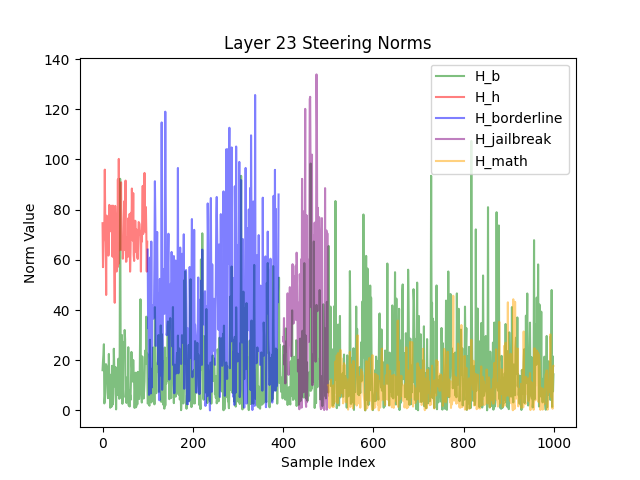 Layer 23 Steering Norms
Norm Value
140
120
100
80
60
40
20
0
0
200
400
600
800
1000
Sample Index
H_b
H_h
H_borderline
H_jailbreak
H_math